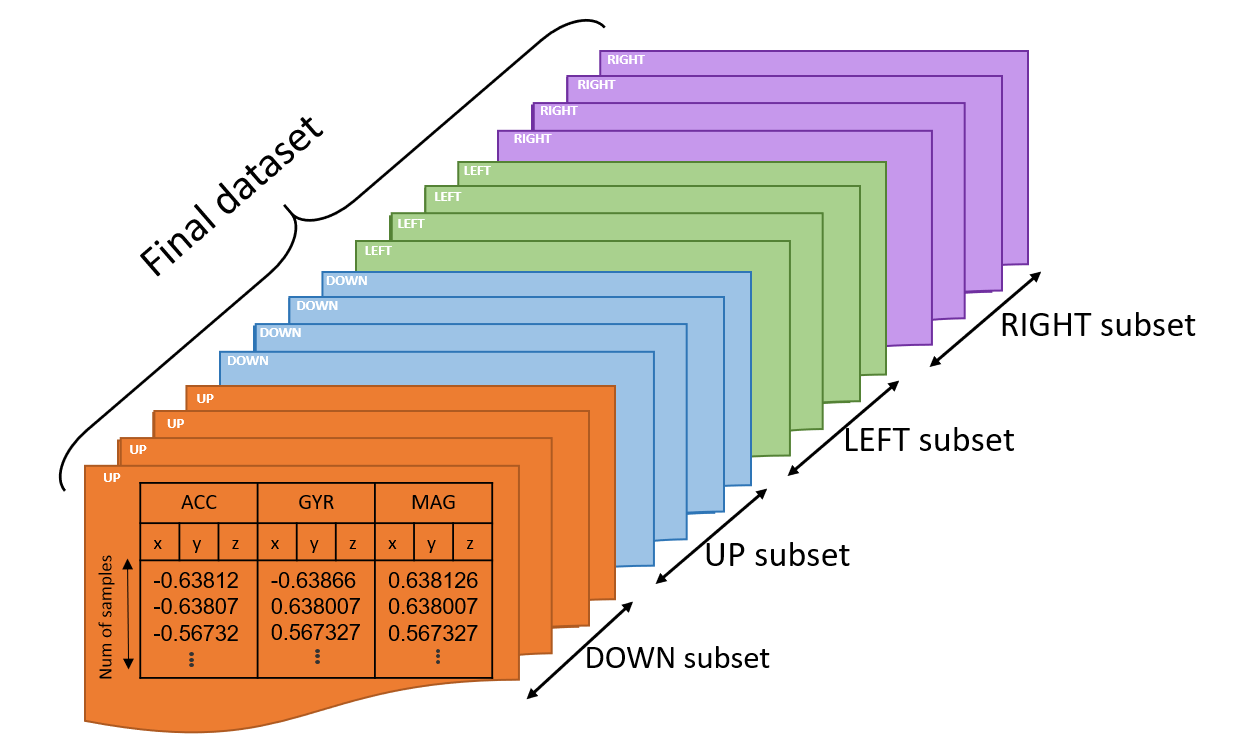 Final dataset
RIGHT
RIGHT
RIGHT
RIGHT
LEFT
LEFT
LEFT
LEFT
DOWN
DOWN
DOWN
DOWN
UP
UP
UP
UP
ACC GYR MAG
x y z x y z x y z
-0.63812 -0.63866 0.638126
-0.63807 0.638007 0.638007
-0.56732 0.567327 0.567327
Num of samples
RIGHT subset
LEFT subset
UP subset
DOWN subset